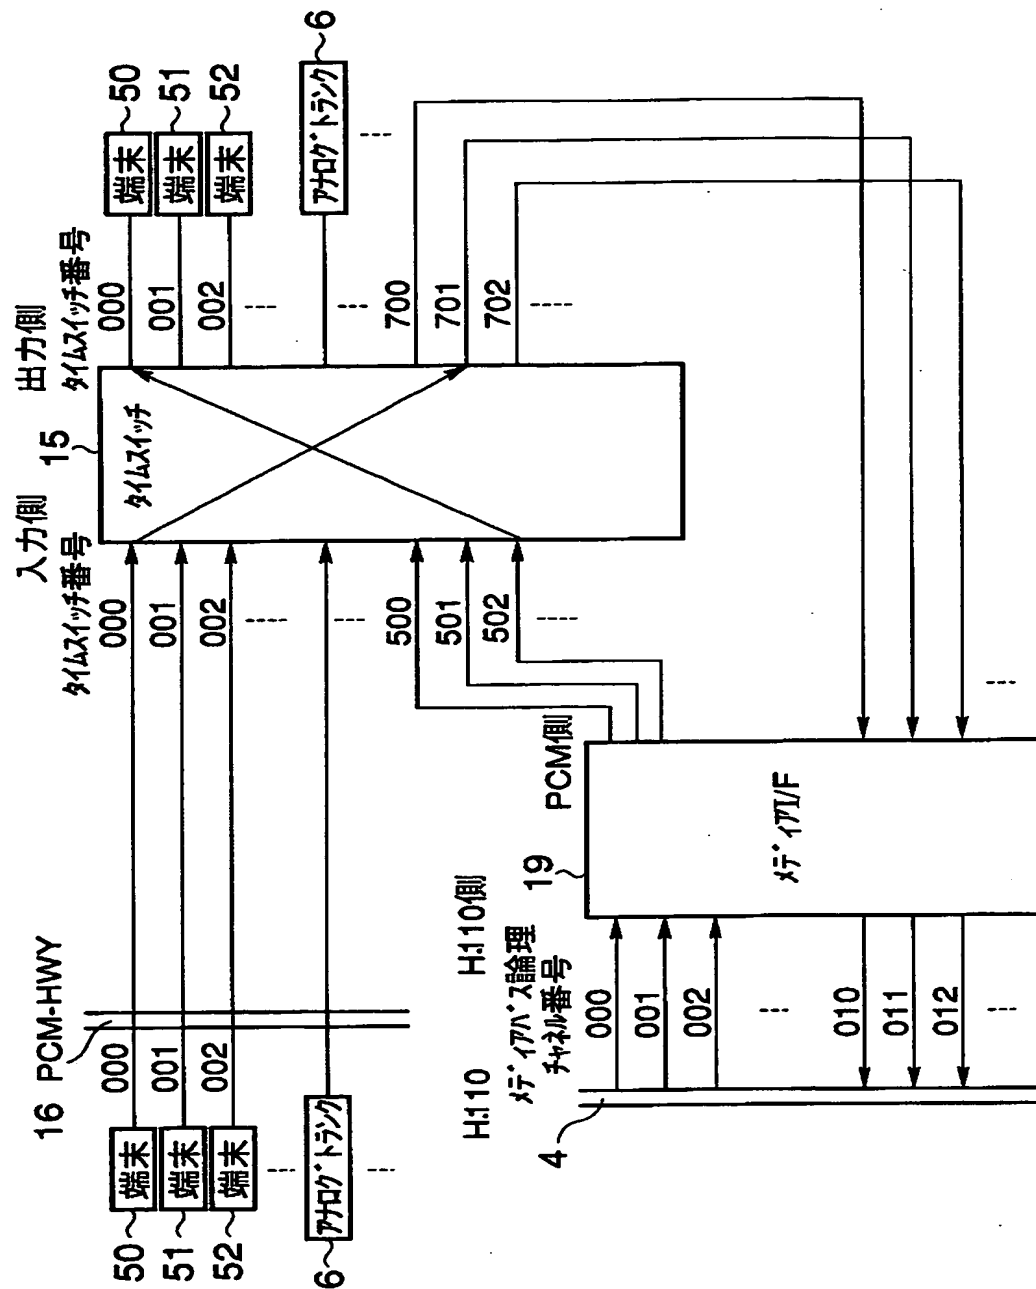 16 PCM-HWY
入力側
タイムスイッチ番号
15
出力側
タイムスイッチ番号
50
端末
000
000
タイムスイッチ
000
端末
50
51
端末
001
001
001
端末
51
52
端末
002
002
002
端末
52
6
アナログトランク
アナログトランク
6
500
501
502
700
701
702
H:110
H:110側
メディアバス論理
チャネル番号
19
PCM側
4
000
001
002
メディアI/F
010
011
012